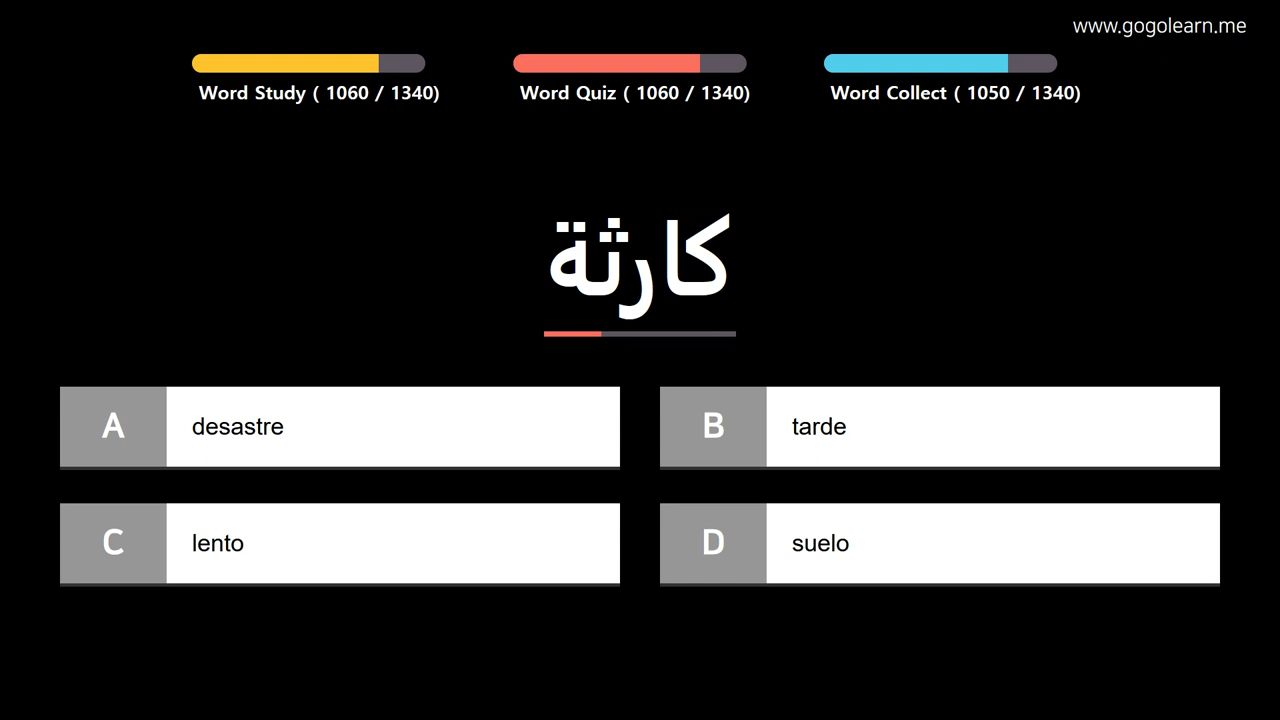 www.gogolearn.me
Word Study ( 1060 / 1340)
Word Quiz ( 1060 / 1340)
Word Collect ( 1050 / 1340)
كارثة
A desastre
B tarde
C lento
D suelo